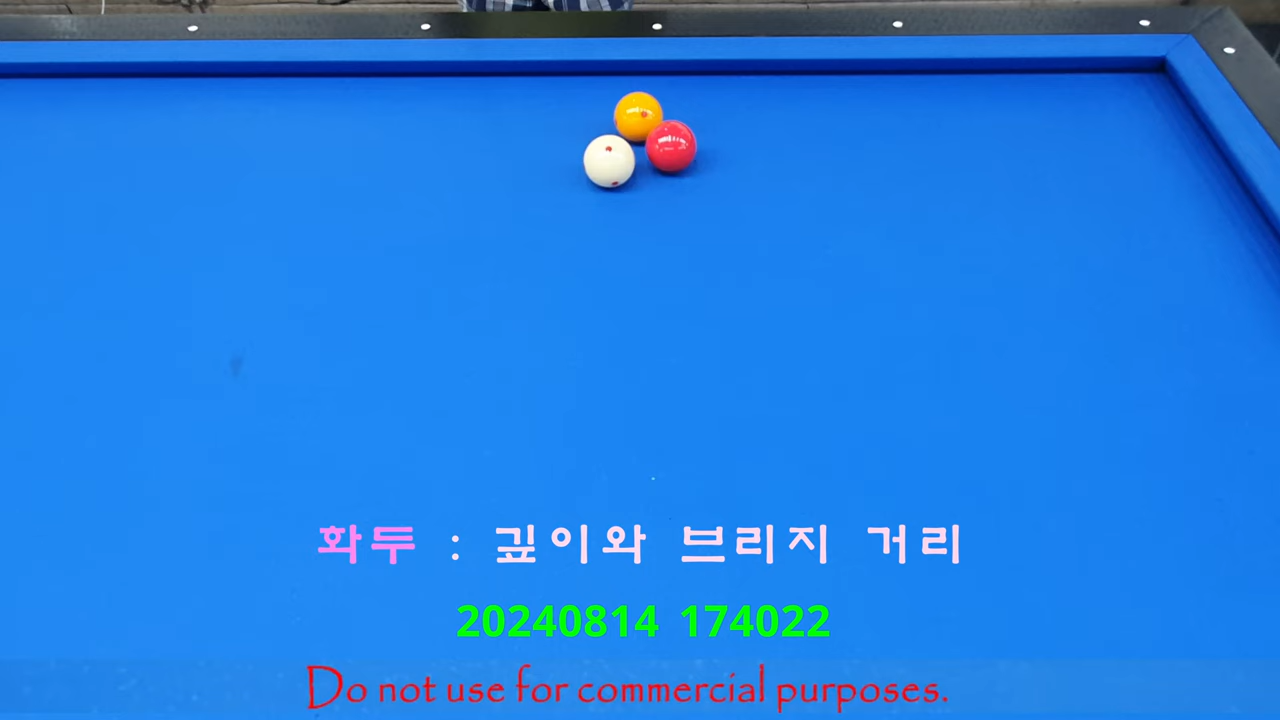 화두 : 깊이와 브리지 거리
20240814 174022
Do not use for commercial purposes.